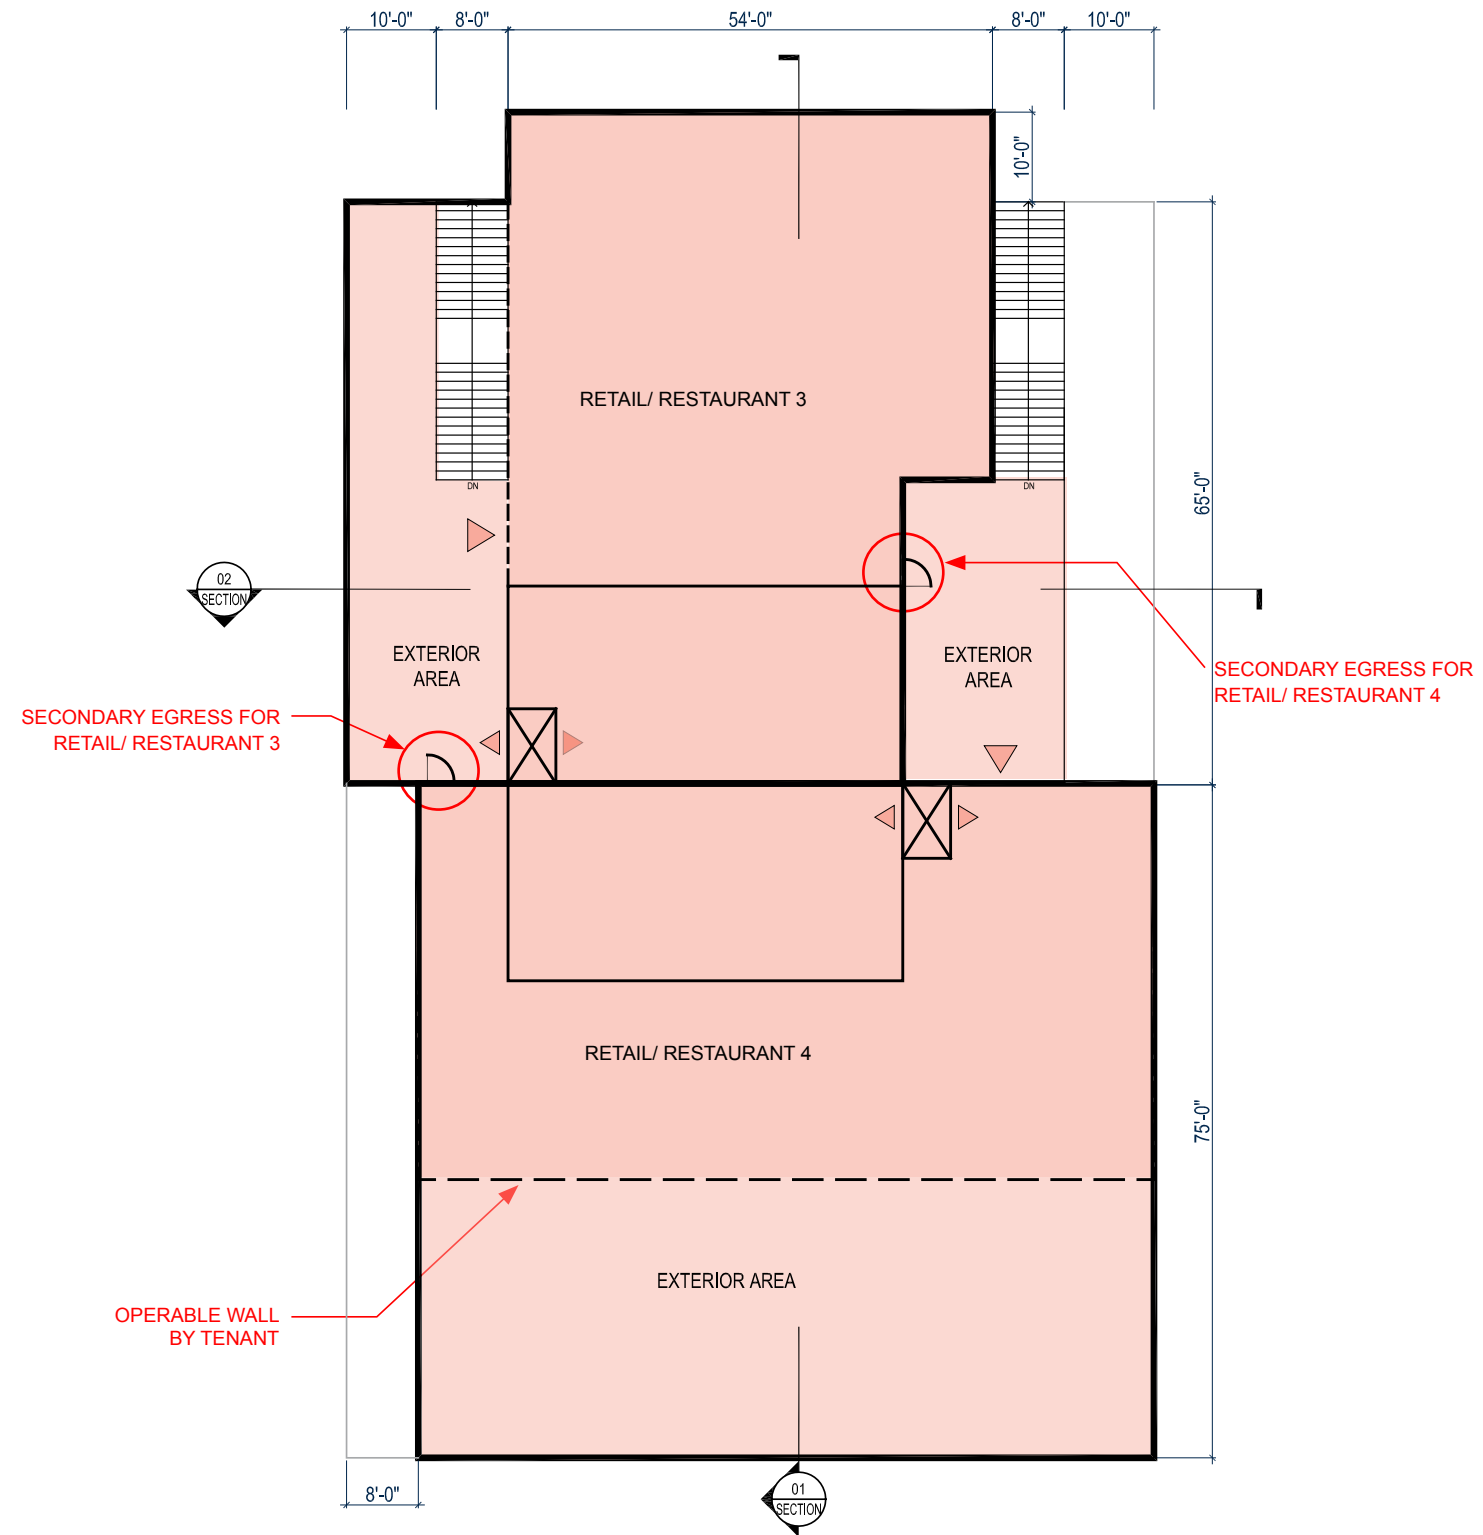 10'-0"
8'-0"
54'-0"
8'-0"
10'-0"
10'-0"
RETAIL/ RESTAURANT 3
DN
DN
65'-0"
02
SECTION
EXTERIOR
AREA
EXTERIOR
AREA
SECONDARY EGRESS FOR
RETAIL/ RESTAURANT 4
SECONDARY EGRESS FOR
RETAIL/ RESTAURANT 3
RETAIL/ RESTAURANT 4
75'-0"
EXTERIOR AREA
OPERABLE WALL
BY TENANT
8'-0"
01
SECTION